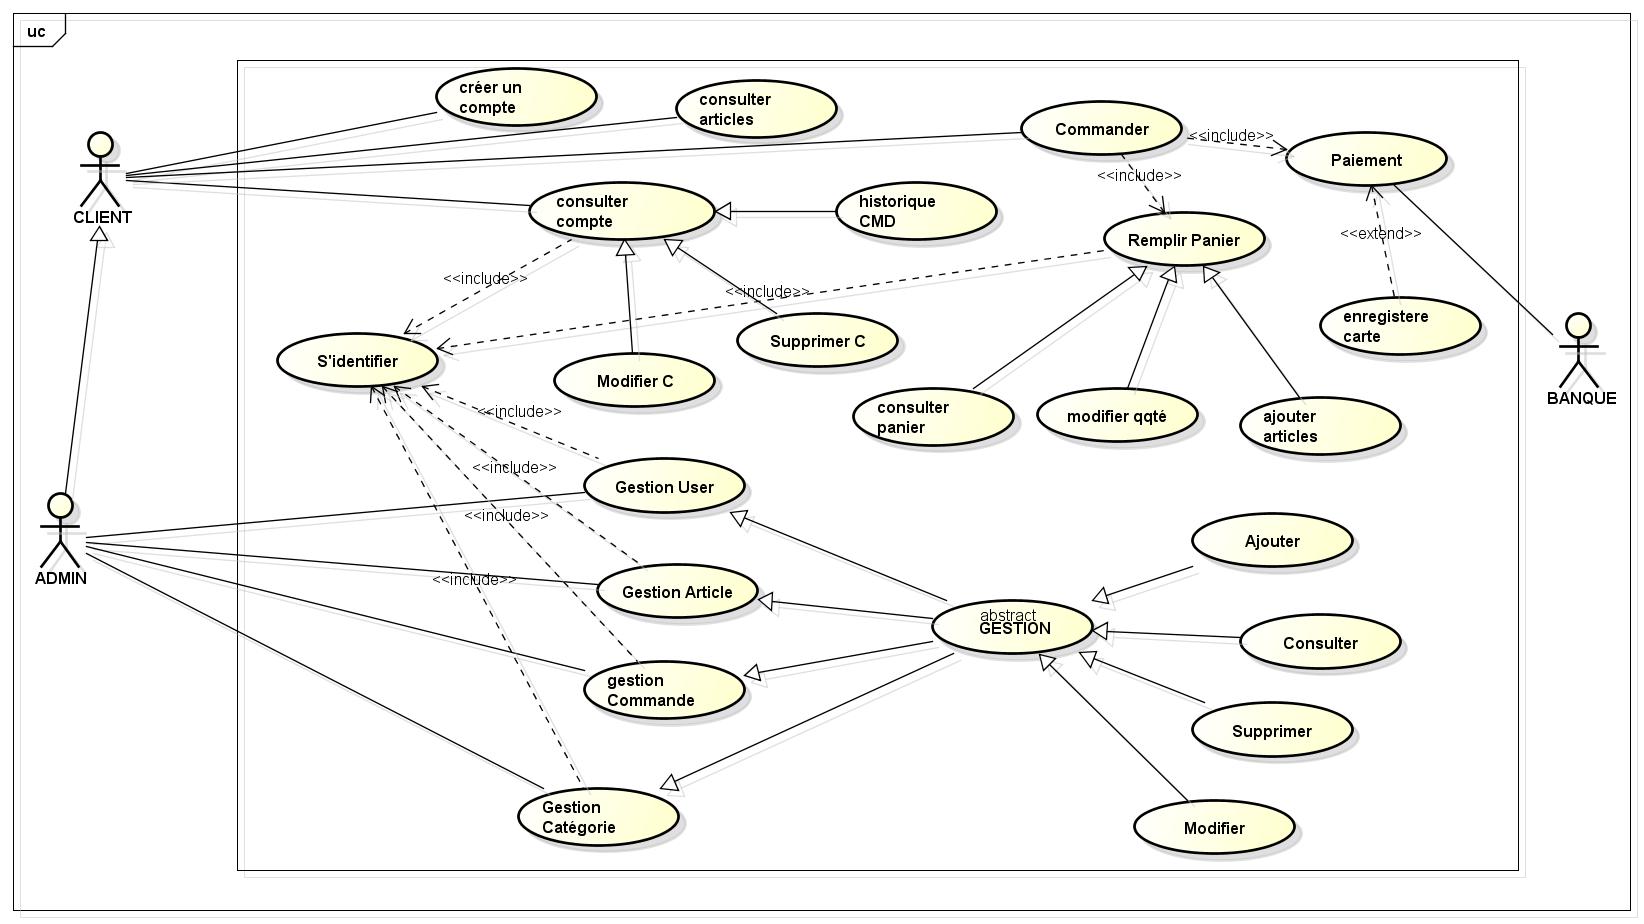 uc
créer un
compte
consulter
articles
Commander
<<include>>
Paiement
CLIENT
<<include>>
consulter
compte
historique
CMD
Remplir Panier
<<extend>>
<<include>>
<<include>>
enregistere
carte
S'identifier
Supprimer C
Modifier C
BANQUE
consulter
panier
modifier qqté
ajouter
articles
<<include>>
<<include>>
Gestion User
<<include>>
Ajouter
ADMIN
<<include>>
Gestion Article
abstract
GESTION
Consulter
gestion
Commande
Supprimer
Gestion
Catégorie
Modifier